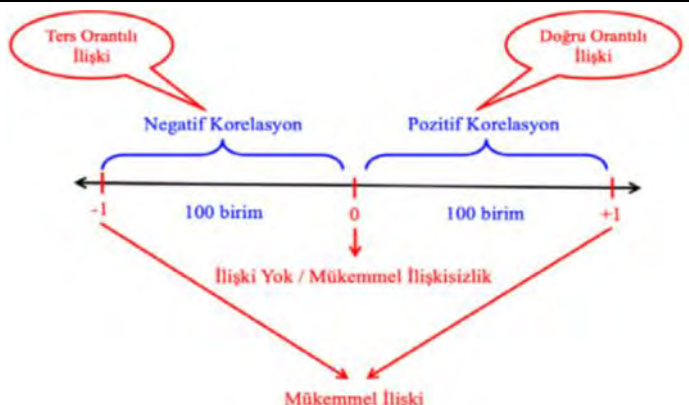 Ters Orantılı
İlişki
Doğru Orantılı
İlişki
Negatif Korelasyon
Pozitif Korelasyon
-1
100 birim
0
100 birim
+1
İlişki Yok / Mükemmel İlişkisizlik
Mükemmel İlişki